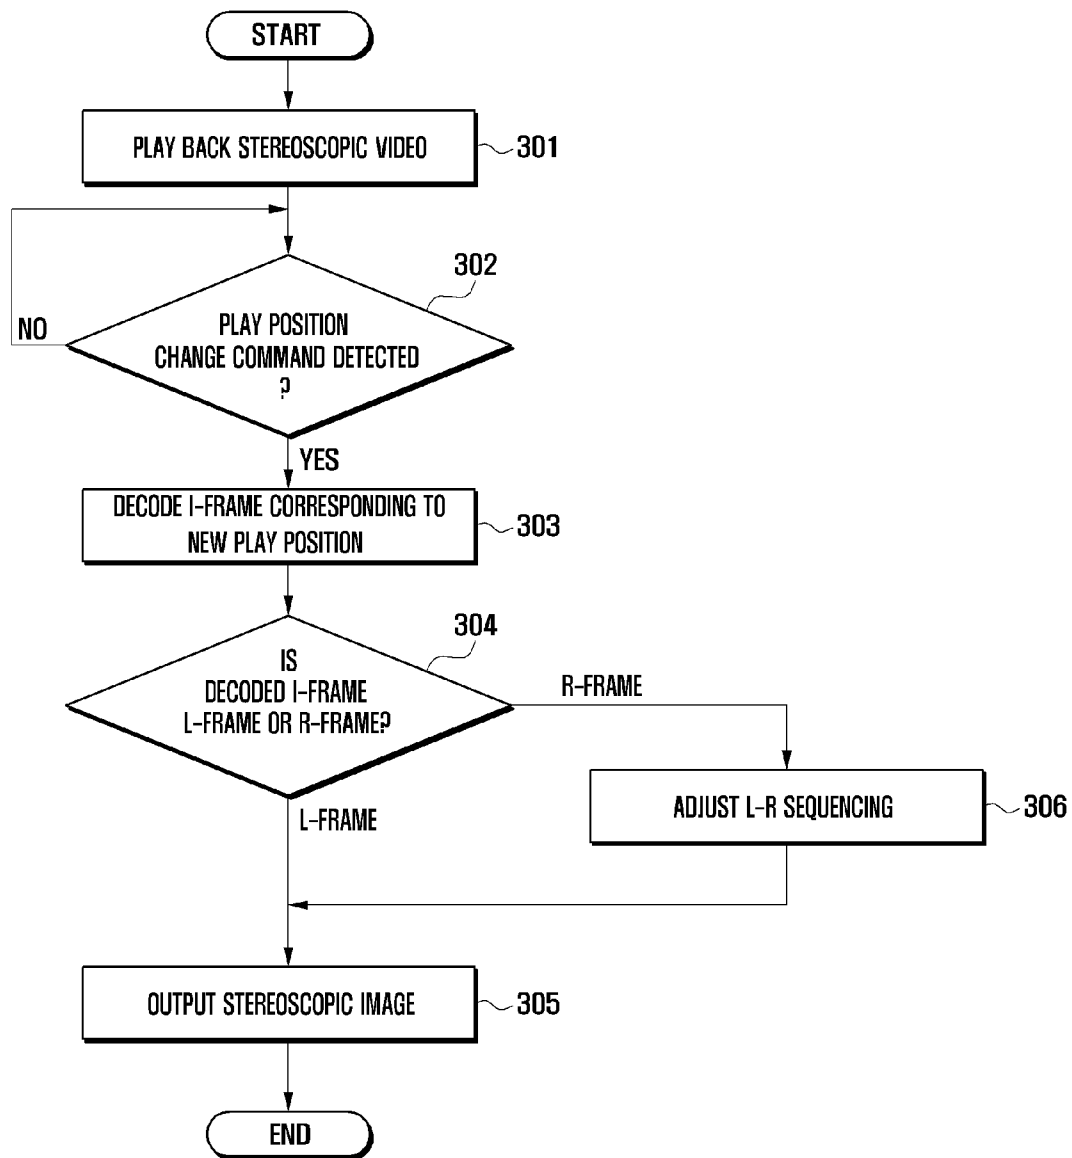 START
PLAY BACK STEREOSCOPIC VIDEO
301
302
PLAY POSITION
CHANGE COMMAND DETECTED
?
NO
YES
DECODE I-FRAME CORRESPONDING TO
NEW PLAY POSITION
303
304
IS
DECODED I-FRAME
L-FRAME OR R-FRAME?
R-FRAME
L-FRAME
ADJUST L-R SEQUENCING
306
OUTPUT STEREOSCOPIC IMAGE
305
END